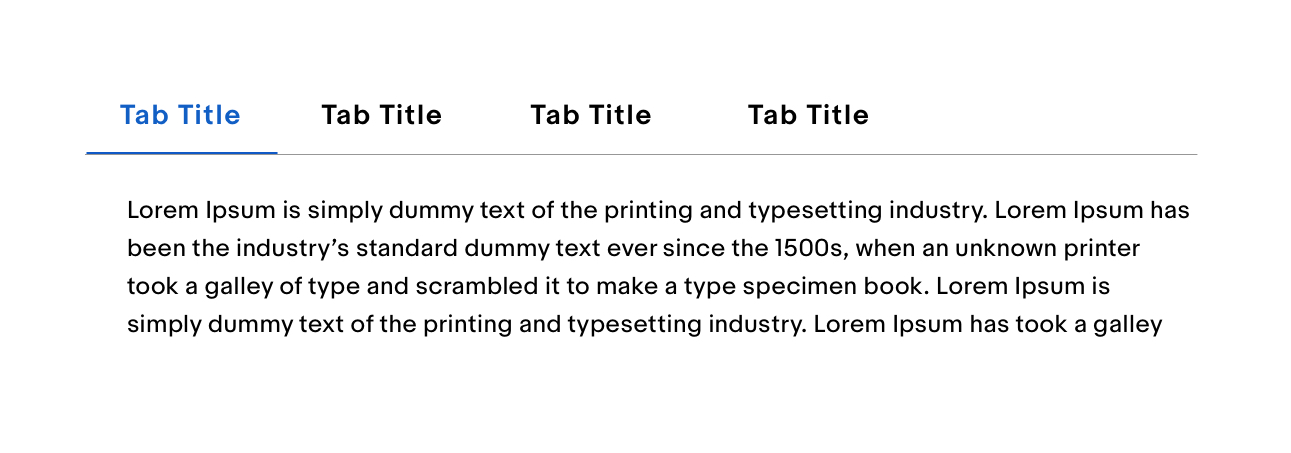 Tab Title Tab Title Tab Title Tab Title
Lorem Ipsum is simply dummy text of the printing and typesetting industry. Lorem Ipsum has
been the industry’s standard dummy text ever since the 1500s, when an unknown printer
took a galley of type and scrambled it to make a type specimen book. Lorem Ipsum is
simply dummy text of the printing and typesetting industry. Lorem Ipsum has took a galley